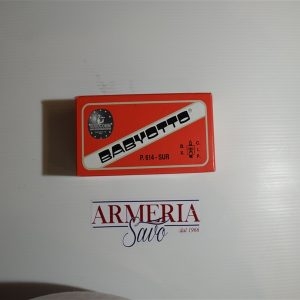 BABYOTTO
P. 614 - SUR
ARMERIA
Savo
dal 1966